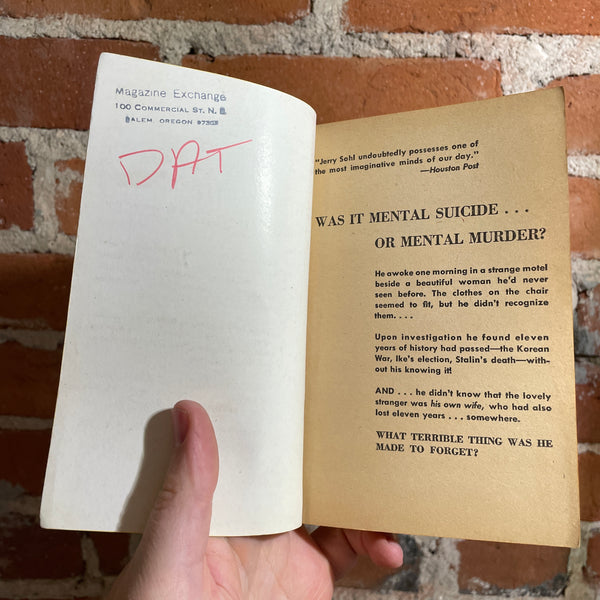 Magazine Exchange
100 COMMERCIAL ST. N. E.
SALEM, OREGON 97303
DAT
"Jerry Sohl undoubtedly possesses one of
the most imaginative minds of our day."
—Houston Post
WAS IT MENTAL SUICIDE . . .
OR MENTAL MURDER?
He awoke one morning in a strange motel
beside a beautiful woman he'd never
seen before. The clothes on the chair
seemed to fit, but he didn't recognize
them. . . .
Upon investigation he found eleven
years of history had passed—the Korean
War, Ike's election, Stalin's death—with-
out his knowing it!
AND . . . he didn't know that the lovely
stranger was his own wife, who had also
lost eleven years . . . somewhere.
WHAT TERRIBLE THING WAS HE
MADE TO FORGET?